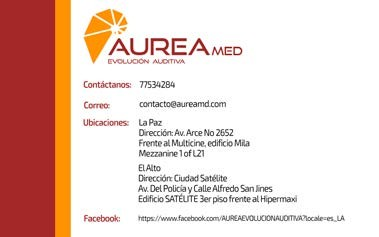 AUREA MED
EVOLUCIÓN AUDITIVA
Contáctanos: 77534284
Correo: contacto@aureamd.com
Ubicaciones: La Paz
Dirección: Av. Arce No 2652
Frente al Multicine, edificio Mila
Mezzanine 1 of L21
El Alto
Dirección: Ciudad Satélite
Av. Del Policía y Calle Alfredo San Jines
Edificio SATÉLITE 3er piso frente al Hipermaxi
Facebook: https://www.facebook.com/AUREAEVOLUCIONAUDITIVA?locale=es_LA